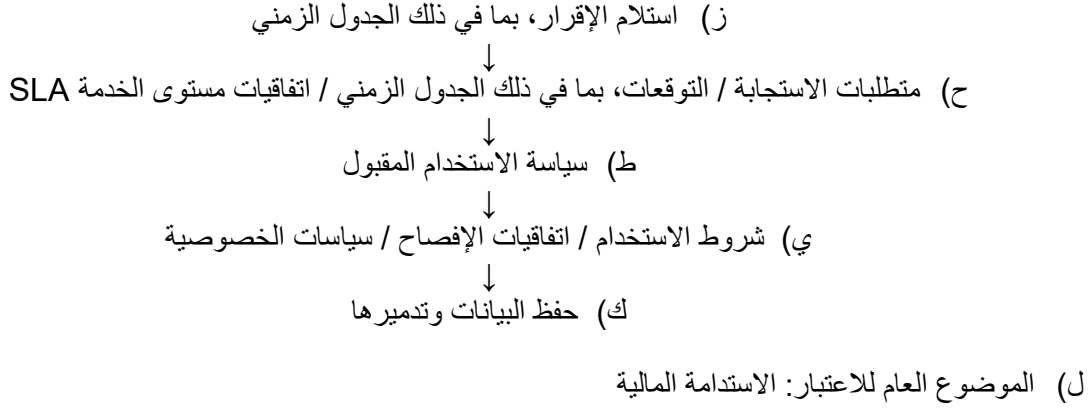 ز) استلام الإقرار، بما في ذلك الجدول الزمني
↓
ح) متطلبات الاستجابة / التوقعات، بما في ذلك الجدول الزمني / اتفاقيات مستوى الخدمة SLA
↓
ط) سياسة الاستخدام المقبول
↓
ي) شروط الاستخدام / اتفاقيات الإفصاح / سياسات الخصوصية
↓
ك) حفظ البيانات وتدميرها
ل) الموضوع العام للاعتبار: الاستدامة المالية